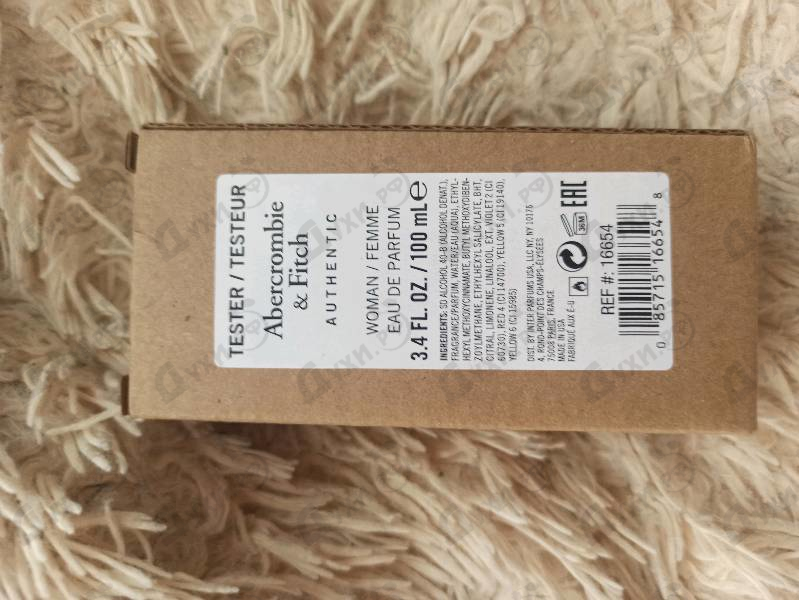 TESTER / TESTEUR
Abercrombie
& Fitch
AUTHENTIC
WOMAN / FEMME
EAU DE PARFUM
3.4 FL. OZ. / 100 mL e
INGREDIENTS: SD ALCOHOL 40-B (ALCOHOL DENAT.),
FRAGRANCE/PARFUM, WATER/EAU (AQUA), ETHYL-
HEXYL METHOXYCINNAMATE, BUTYL METHOXYDIBEN-
ZOYLMETHANE, ETHYLHEXYL SALICYLATE, BHT,
CITRAL, LIMONENE, LINALOOL, EXT. VIOLET 2 (CI
60730), RED 4 (CI 14700), YELLOW 5 (CI 19140),
YELLOW 6 (CI 15985)
DIST. BY INTER PARFUMS USA, LLC NY, NY 10176
4, ROND-POINT DES CHAMPS-ÉLYSÉES
75008 PARIS, FRANCE
MADE IN USA
FABRIQUÉ AUX É-U
36M
EAC
REF #: 16654
0 85715 16654 8
духи.рф